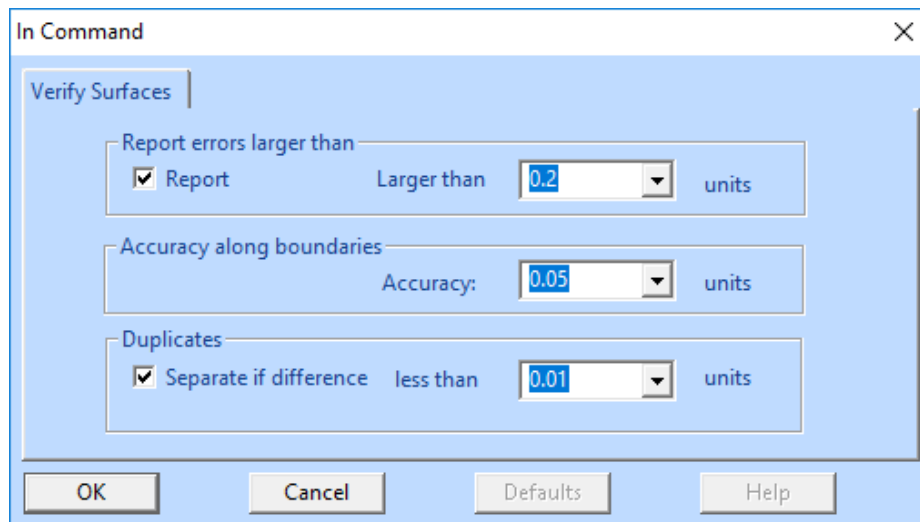 In Command
Verify Surfaces
Report errors larger than
Report Larger than 0.2 units
Accuracy along boundaries
Accuracy: 0.05 units
Duplicates
Separate if difference less than 0.01 units
OK Cancel Defaults Help